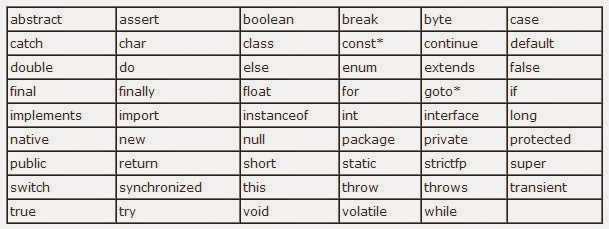 abstract assert boolean break byte case
catch char class const* continue default
double do else enum extends false
final finally float for goto* if
implements import instanceof int interface long
native new null package private protected
public return short static strictfp super
switch synchronized this throw throws transient
true try void volatile while